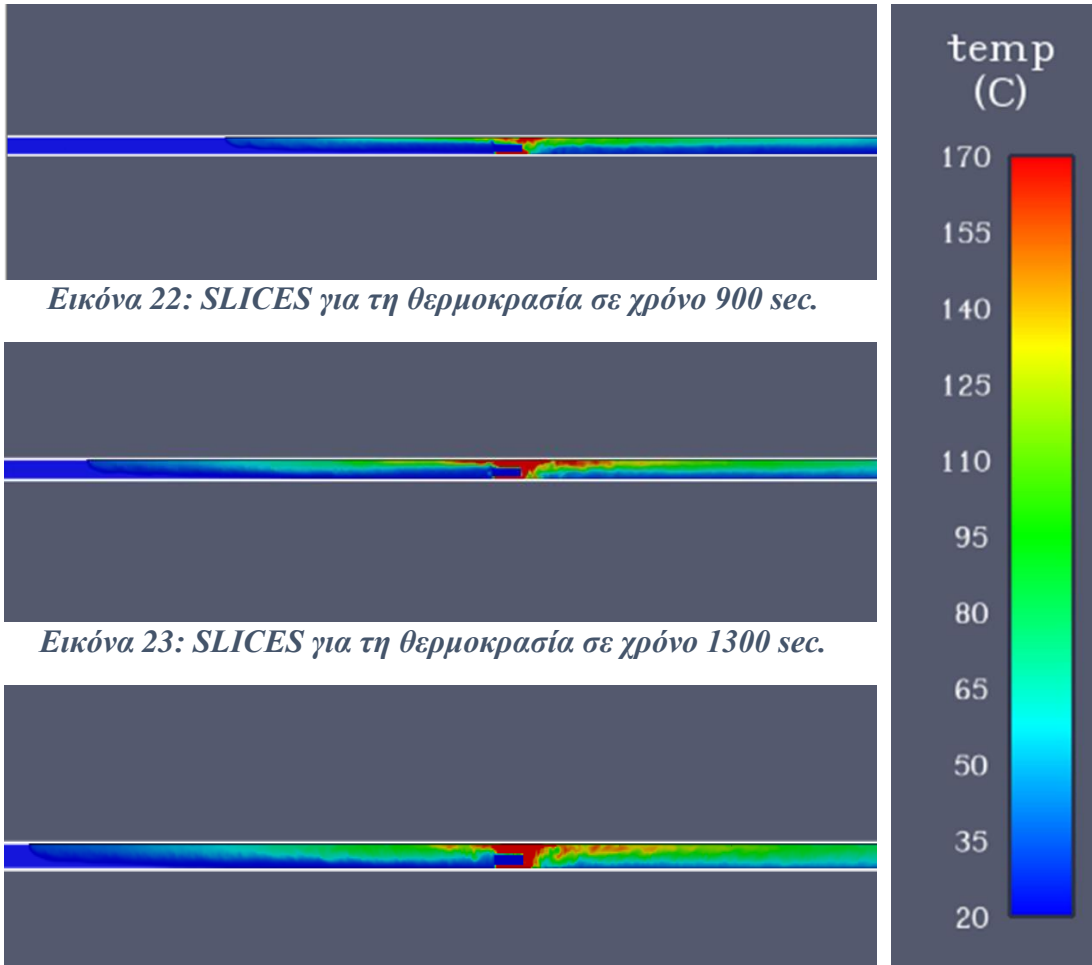 Εικόνα 22: SLICES για τη θερμοκρασία σε χρόνο 900 sec.
Εικόνα 23: SLICES για τη θερμοκρασία σε χρόνο 1300 sec.
temp
(C)
170
155
140
125
110
95
80
65
50
35
20